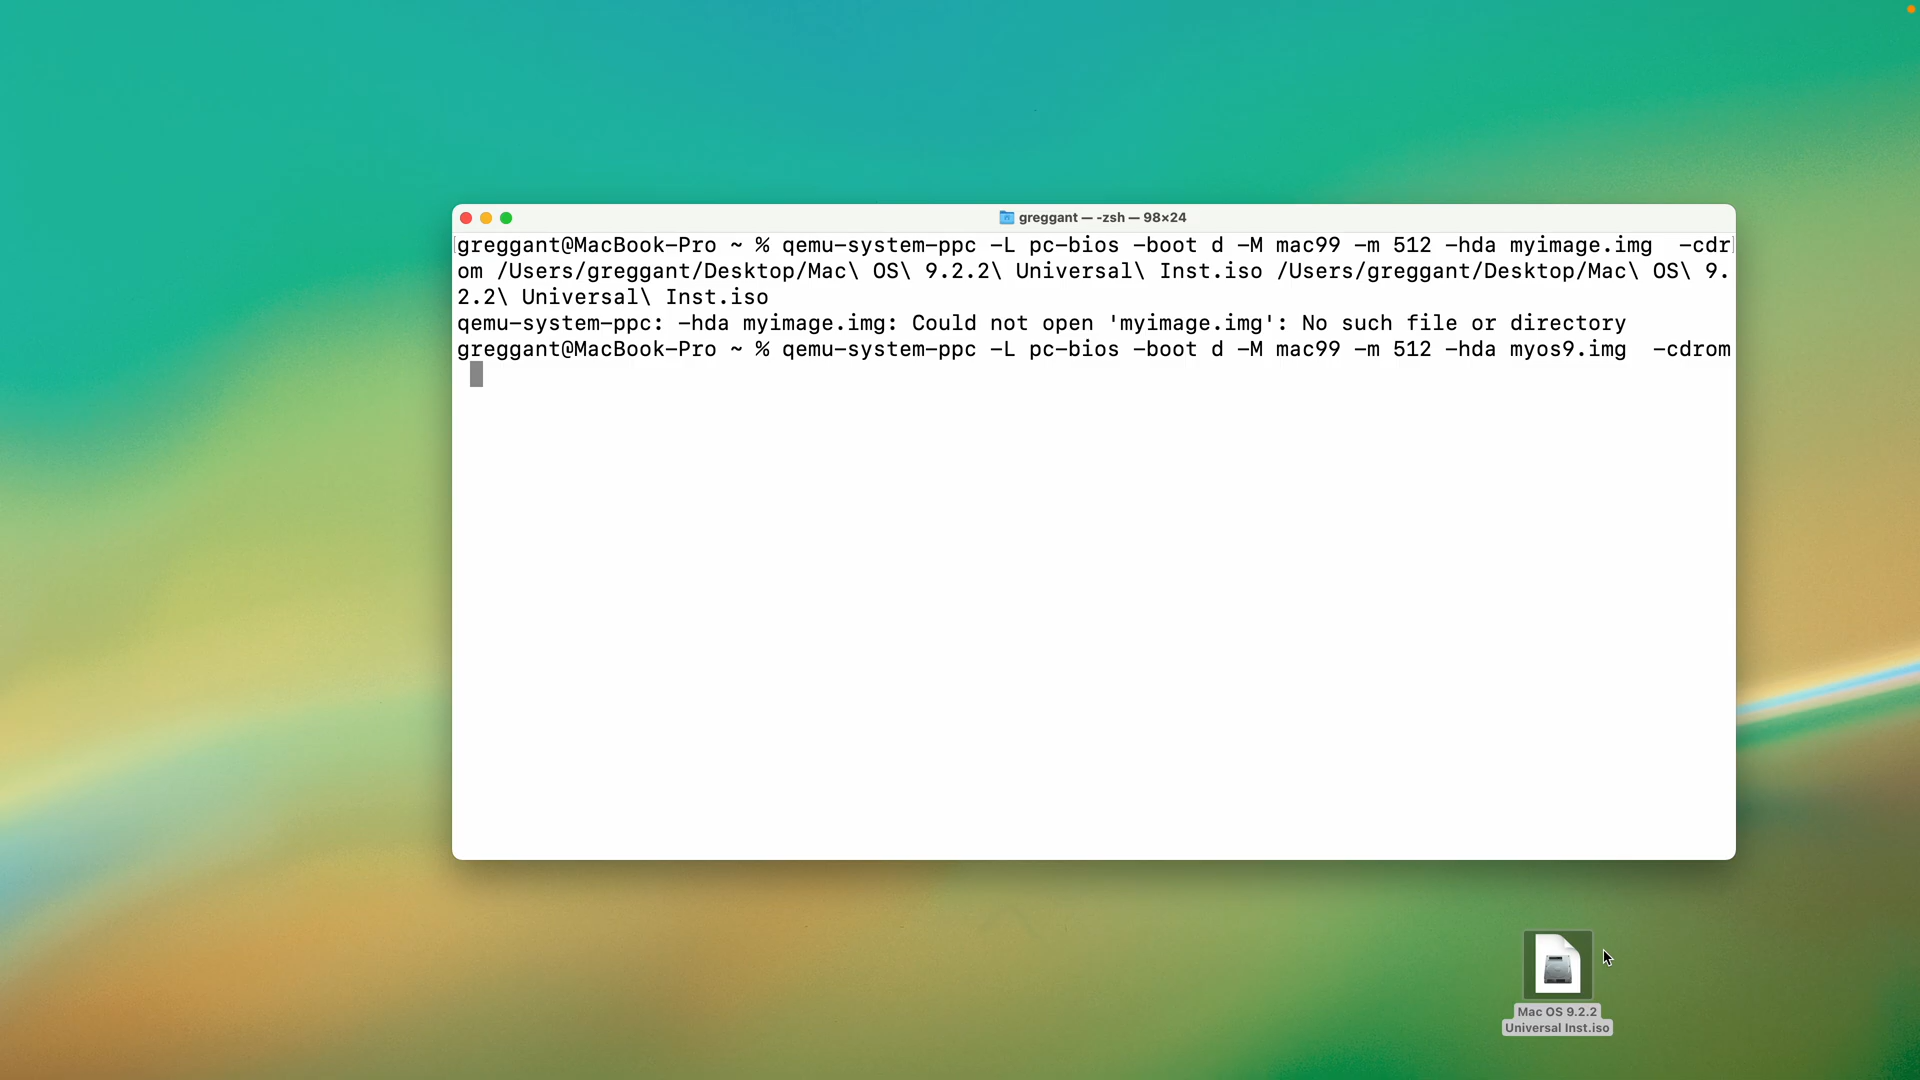 greggant — -zsh — 98×24
greggant@MacBook-Pro ~ % qemu-system-ppc -L pc-bios -boot d -M mac99 -m 512 -hda myimage.img  -cdr
om /Users/greggant/Desktop/Mac\ OS\ 9.2.2\ Universal\ Inst.iso /Users/greggant/Desktop/Mac\ OS\ 9.
2.2\ Universal\ Inst.iso
qemu-system-ppc: -hda myimage.img: Could not open 'myimage.img': No such file or directory
greggant@MacBook-Pro ~ % qemu-system-ppc -L pc-bios -boot d -M mac99 -m 512 -hda myos9.img  -cdrom
Mac OS 9.2.2
Universal Inst.iso